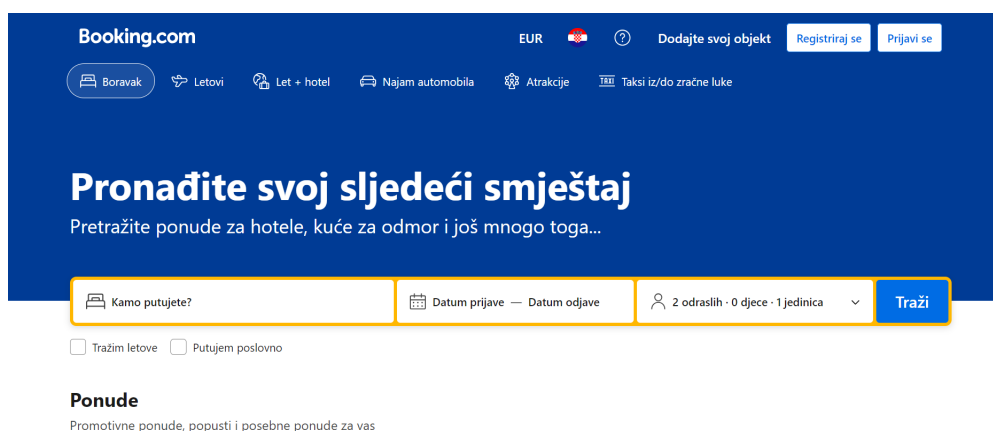 Booking.com EUR Dodajte svoj objekt Registriraj se Prijavi se
Boravak Letovi Let + hotel Najam automobila Atrakcije TAXI Taksi iz/do zračne luke
Pronađite svoj sljedeći smještaj
Pretražite ponude za hotele, kuće za odmor i još mnogo toga...
Kamo putujete? Datum prijave — Datum odjave 2 odraslih · 0 djece · 1 jedinica Traži
Tražim letove Putujem poslovno
Ponude
Promotivne ponude, popusti i posebne ponude za vas